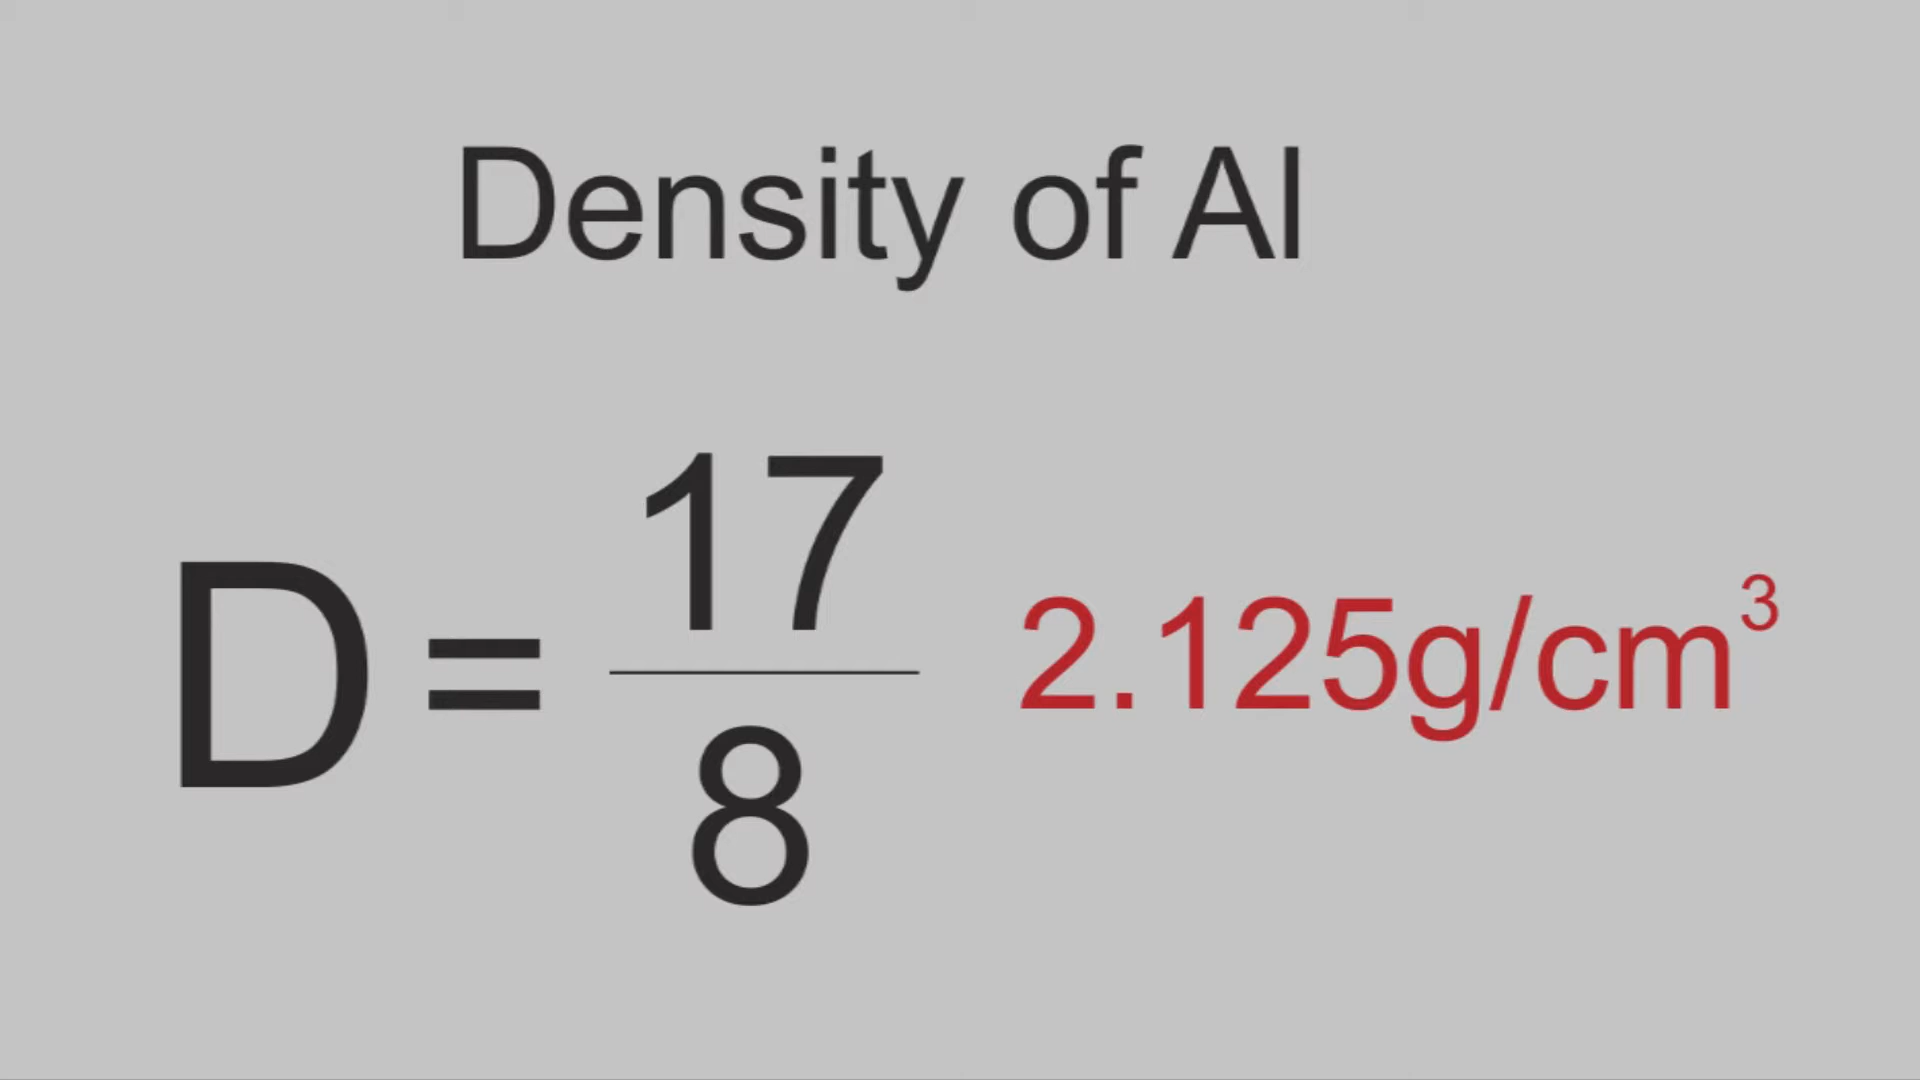 Density of Al
D = 17/8 2.125g/cm³